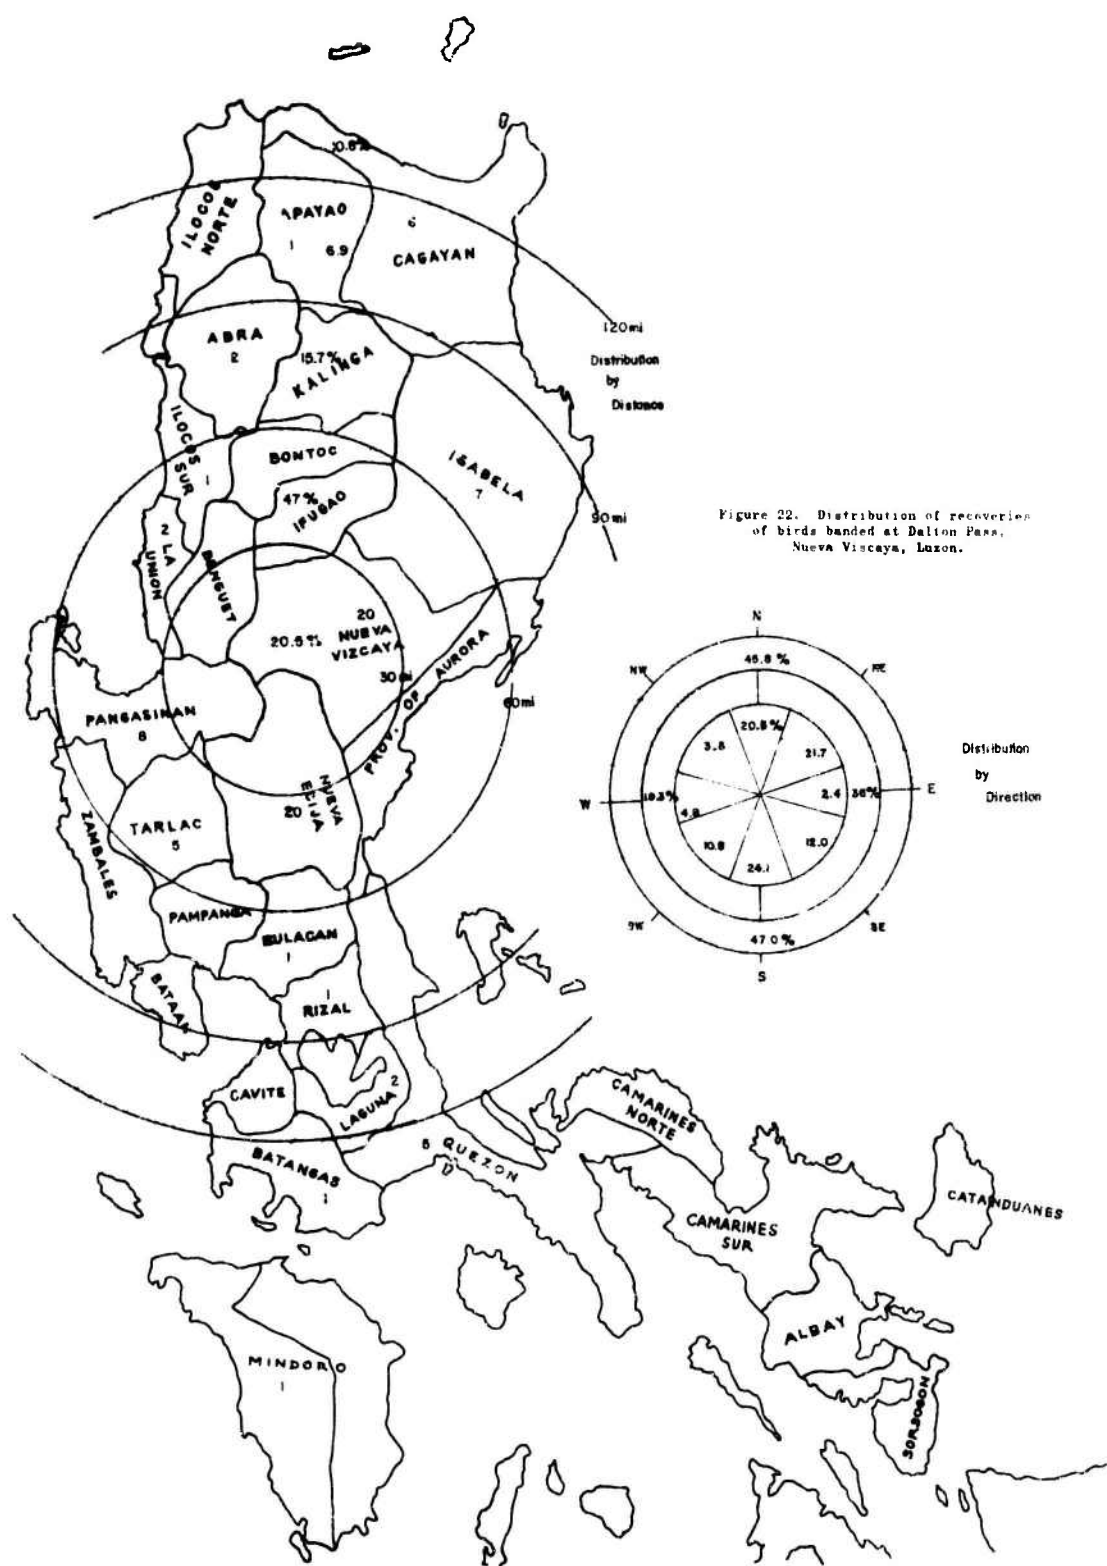 10.8%
ILOCOS
NORTE
APAYAO
1
6.9
6
CAGAYAN
120mi
Distribution
by
Distance
ABRA
2
15.7%
KALINGA
ILOCOS
SUR
1
BONTOC
47%
IFUGAO
ISABELA
7
90mi
Figure 22. Distribution of recoveries
of birds banded at Dalton Pass,
Nueva Viscaya, Luzon.
2 LA
UNION
BENGUET
20.5%
20
NUEVA
VIZCAYA
30mi
PROV. OF AURORA
60mi
PANGASINAN
8
ZAMBALES
TARLAC
5
NUEVA
ECIJA
20
PAMPANGA
BULACAN
1
BATAAN
1
RIZAL
CAVITE
2
LAGUNA
BATANGAS
1
QUEZON
CAMARINES
NORTE
CATANDUANES
CAMARINES
SUR
ALBAY
SORSOGON
MINDORO
1
N
NW
NE
45.8%
20.5%
3.8
21.7
W
19.3%
4.8
2.4
36%
E
10.8
12.0
24.1
SW
SE
47.0%
S
Distribution
by
Direction